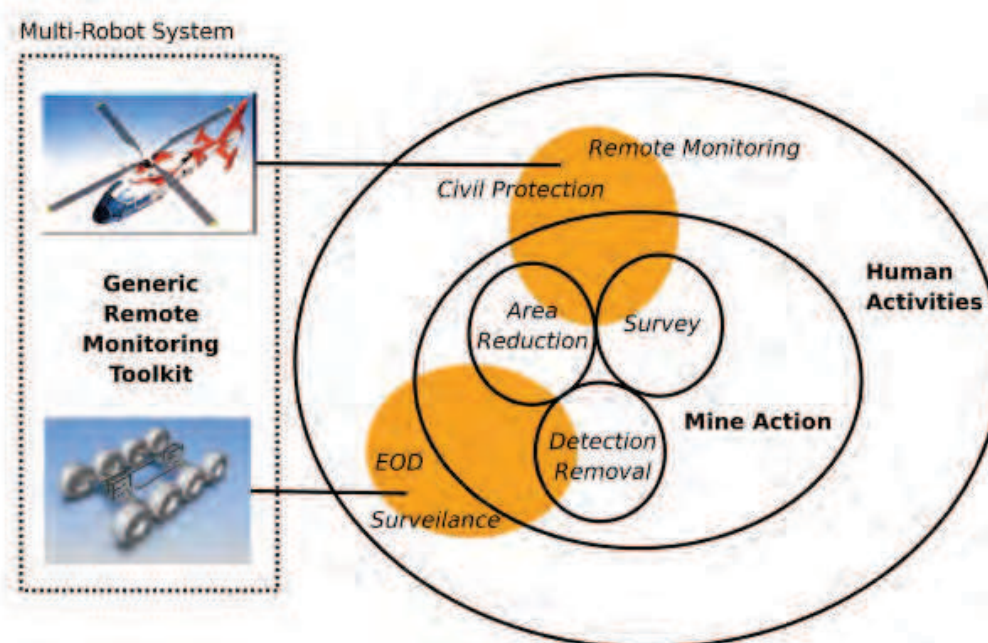 Multi-Robot System
Generic
Remote
Monitoring
Toolkit
Remote Monitoring
Civil Protection
Human
Activities
Area
Reduction
Survey
Mine Action
Detection
Removal
EOD
Surveilance